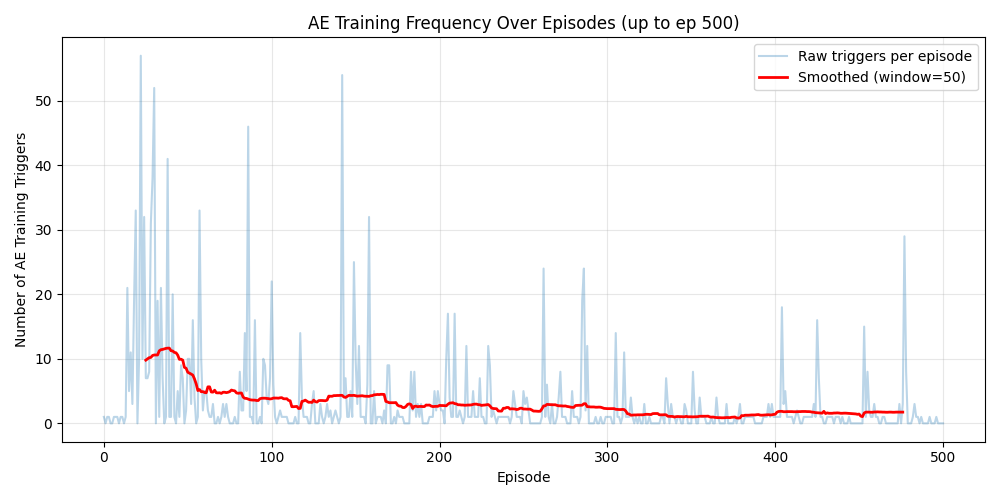 AE Training Frequency Over Episodes (up to ep 500)
Raw triggers per episode
Smoothed (window=50)
Number of AE Training Triggers
50
40
30
20
10
0
0 100 200 300 400 500
Episode